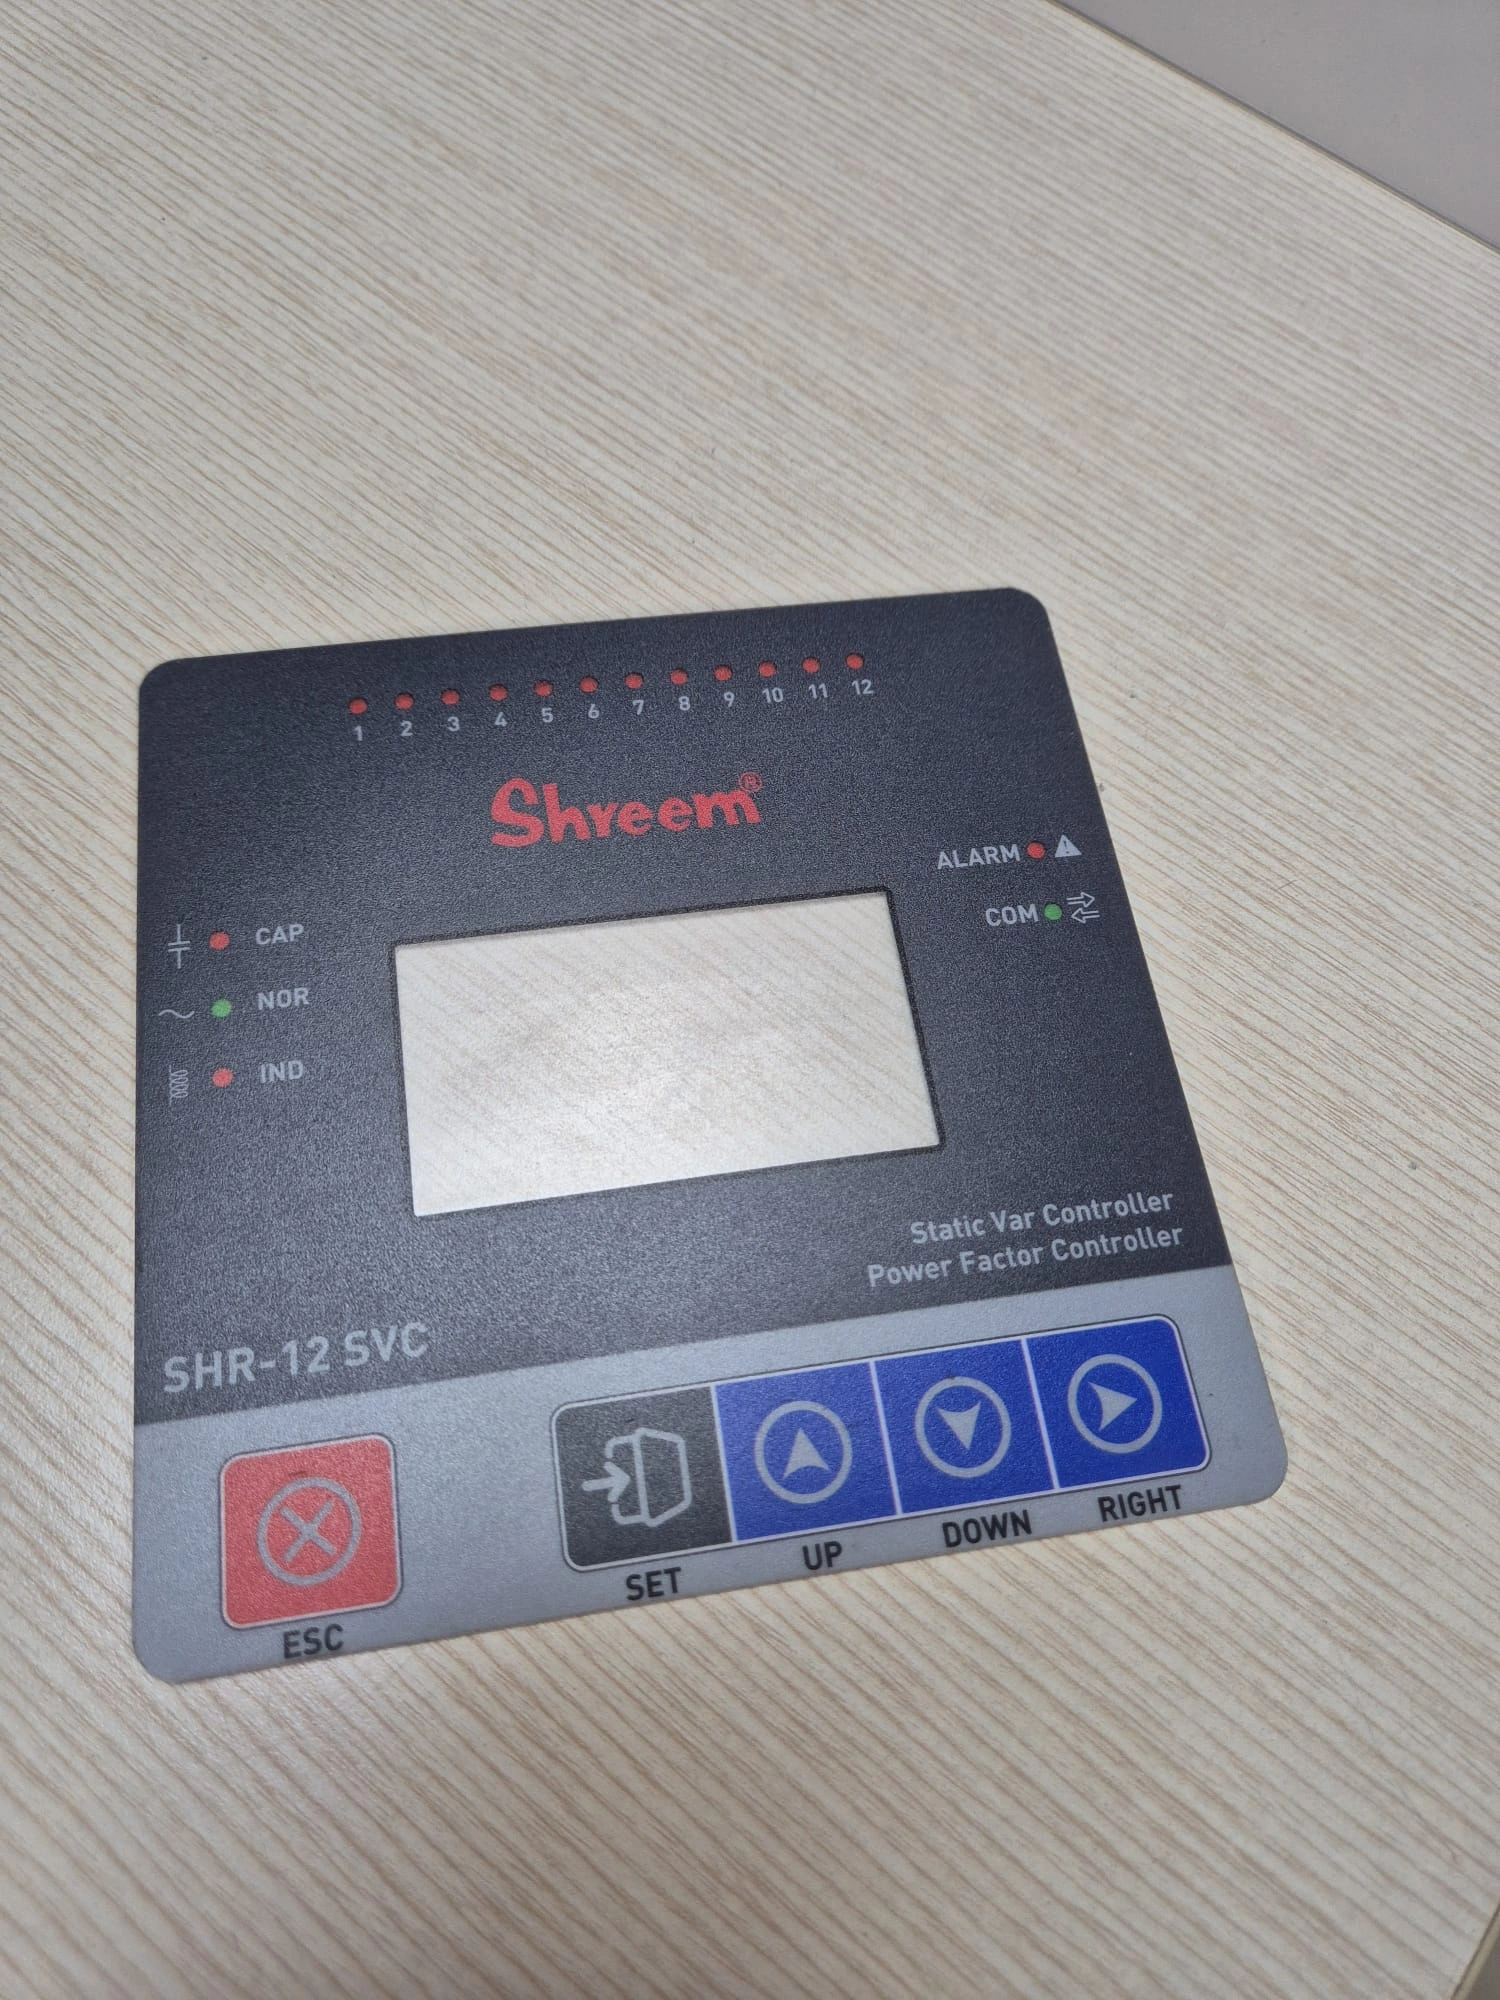 1 2 3 4 5 6 7 8 9 10 11 12
Shreem®
ALARM
COM
CAP
NOR
IND
Static Var Controller
Power Factor Controller
SHR-12 SVC
ESC
SET
UP
DOWN
RIGHT